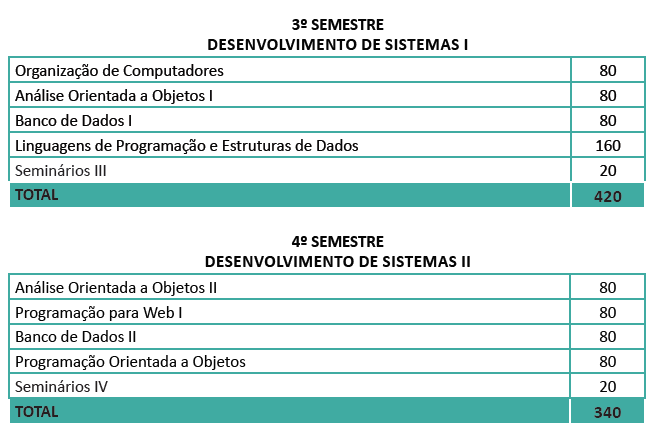 3º SEMESTRE
DESENVOLVIMENTO DE SISTEMAS I
Organização de Computadores 80
Análise Orientada a Objetos I 80
Banco de Dados I 80
Linguagens de Programação e Estruturas de Dados 160
Seminários III 20
TOTAL 420
4º SEMESTRE
DESENVOLVIMENTO DE SISTEMAS II
Análise Orientada a Objetos II 80
Programação para Web I 80
Banco de Dados II 80
Programação Orientada a Objetos 80
Seminários IV 20
TOTAL 340